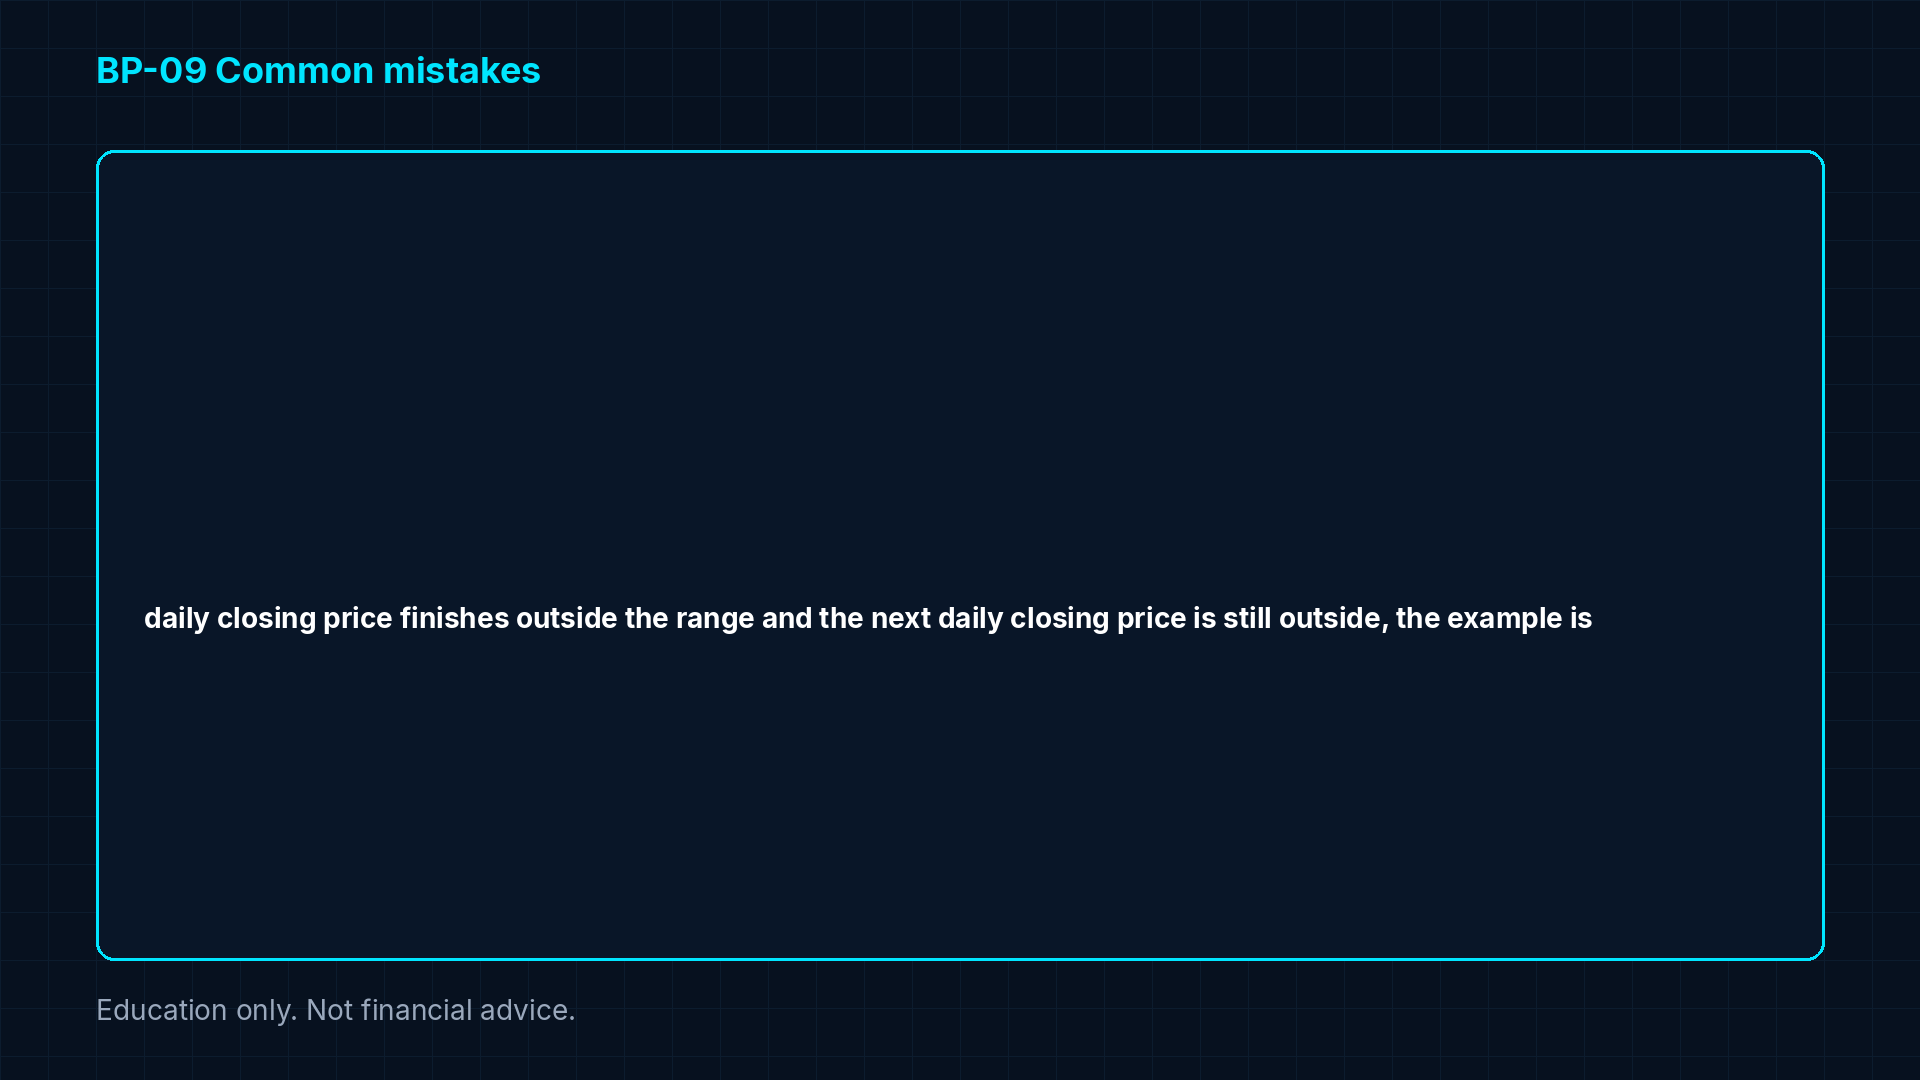 BP-09 Common mistakes
daily closing price finishes outside the range and the next daily closing price is still outside, the example is
Education only. Not financial advice.